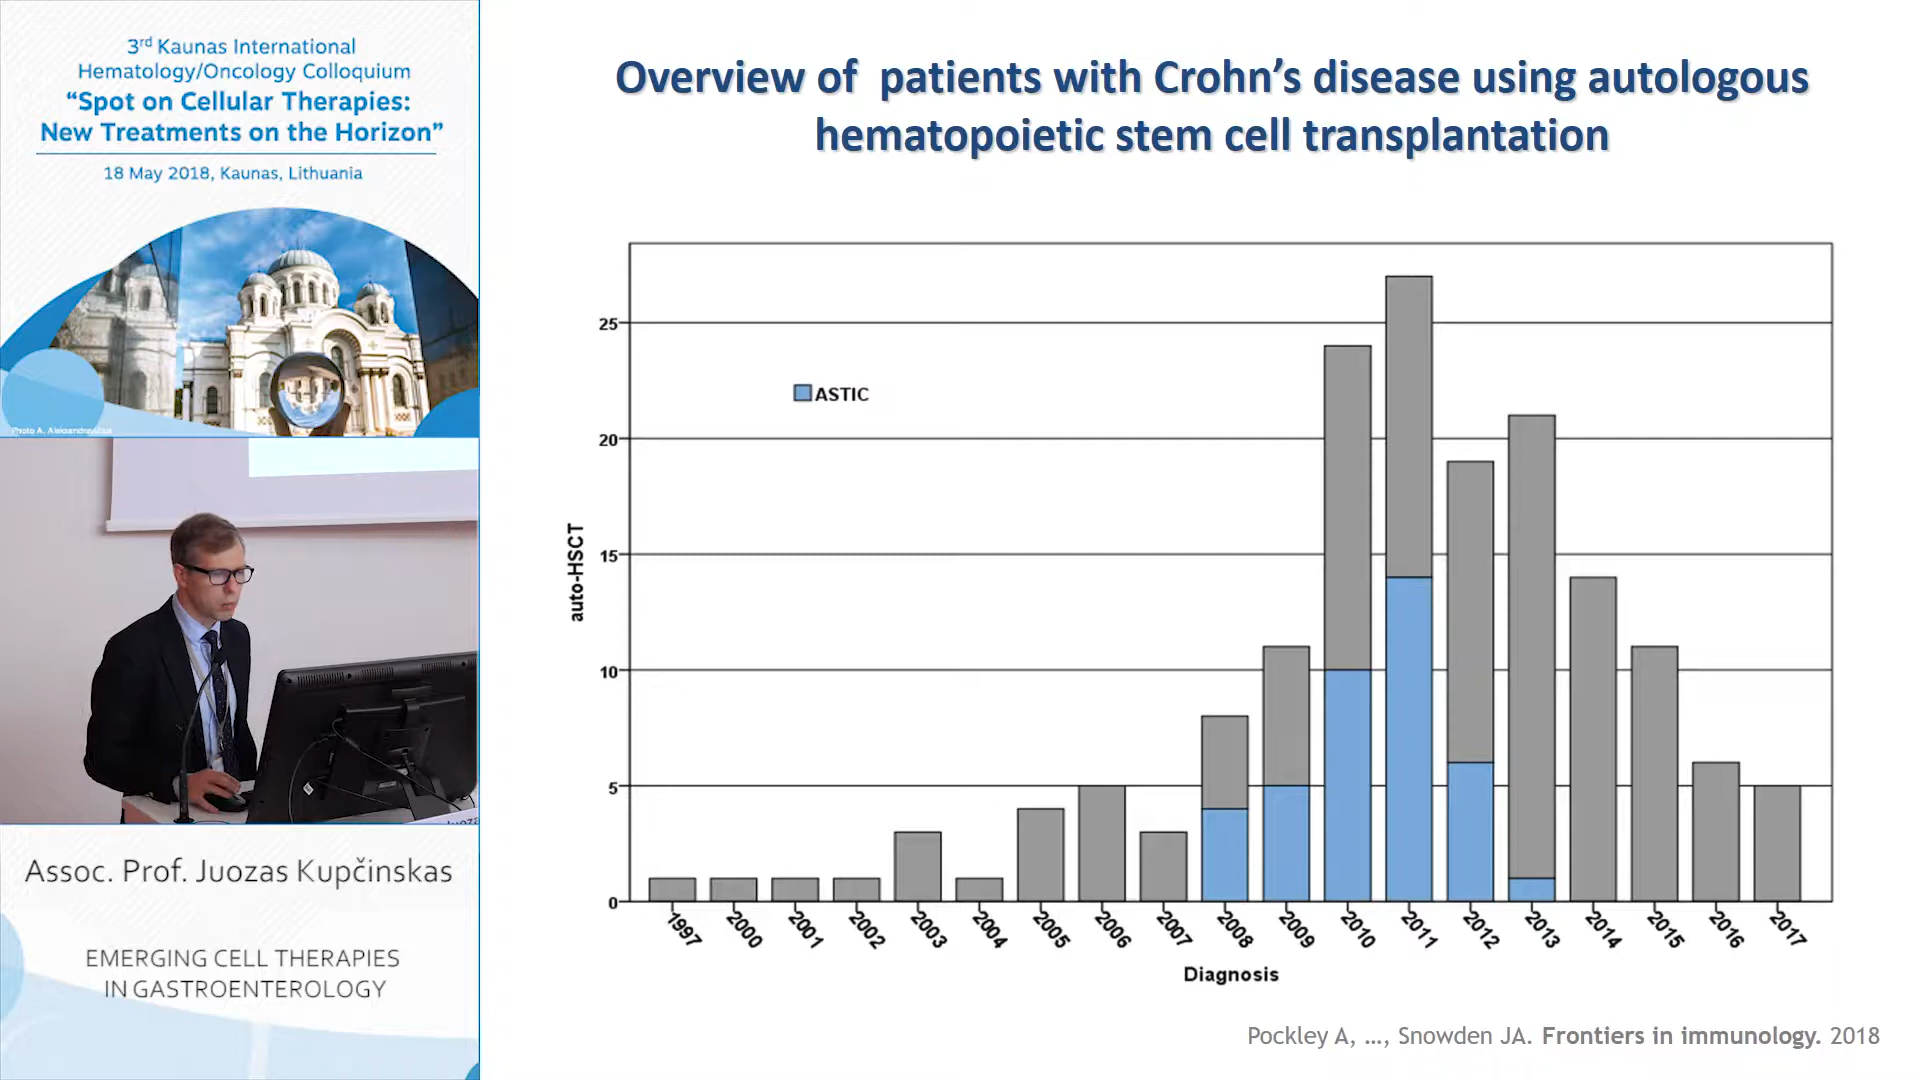 3rd Kaunas International
Hematology/Oncology Colloquium
“Spot on Cellular Therapies:
New Treatments on the Horizon”
18 May 2018, Kaunas, Lithuania
Photo A. Aleksandravičius
Assoc. Prof. Juozas Kupčinskas
EMERGING CELL THERAPIES
IN GASTROENTEROLOGY
Overview of patients with Crohn’s disease using autologous
hematopoietic stem cell transplantation
ASTIC
auto-HSCT
25
20
15
10
5
0
1997 2000 2001 2002 2003 2004 2005 2006 2007 2008 2009 2010 2011 2012 2013 2014 2015 2016 2017
Diagnosis
Pockley A, ..., Snowden JA. Frontiers in immunology. 2018